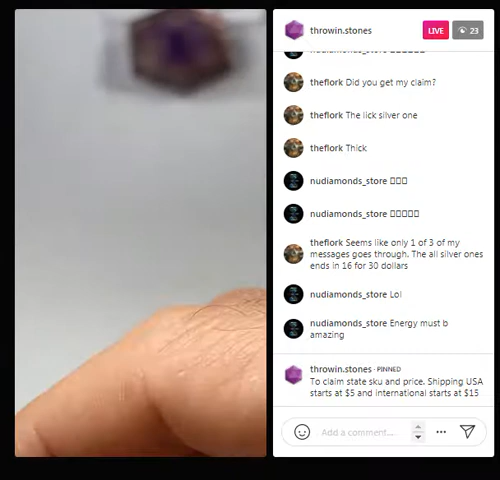 throwin.stones LIVE 23
nudiamonds_store
theflork Did you get my claim?
theflork The lick silver one
theflork Thick
nudiamonds_store
nudiamonds_store
theflork Seems like only 1 of 3 of my
messages goes through. The all silver ones
ends in 16 for 30 dollars
nudiamonds_store Lol
nudiamonds_store Energy must b
amazing
throwin.stones · PINNED
To claim state sku and price. Shipping USA
starts at $5 and international starts at $15
Add a comment...